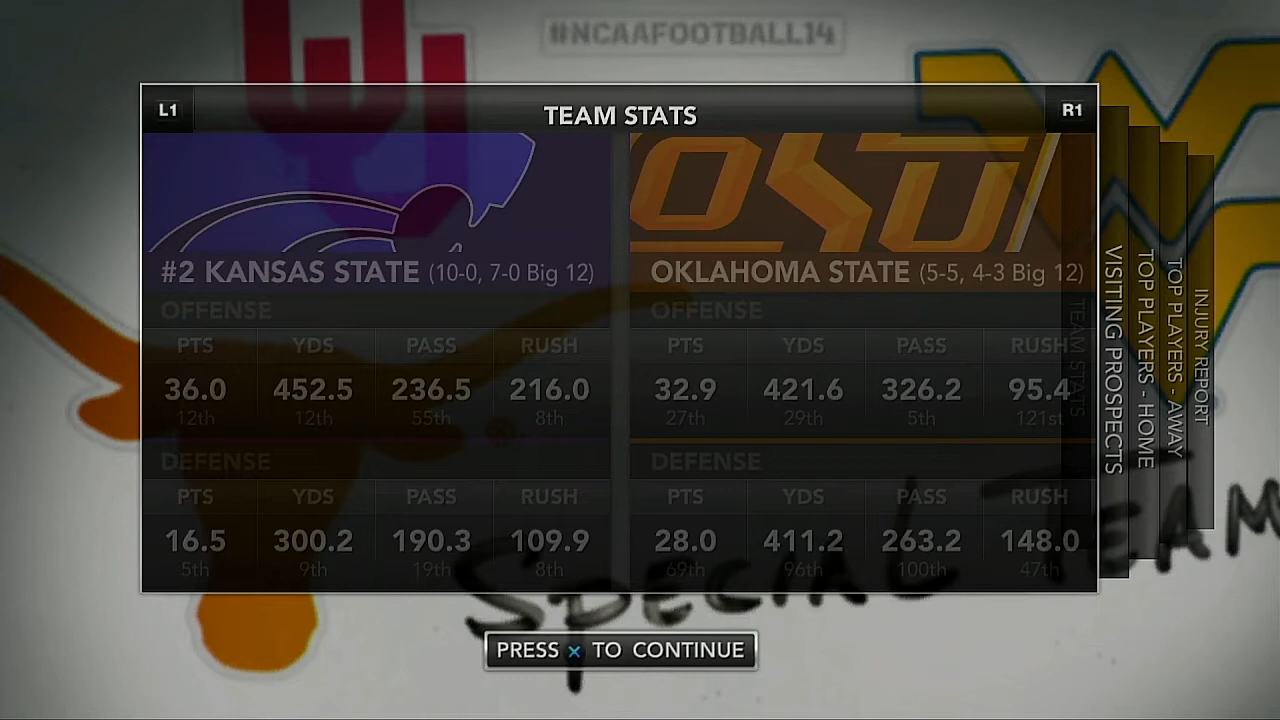 #NCAAFOOTBALL14
L1
TEAM STATS
R1
OSU
#2 KANSAS STATE (10-0, 7-0 Big 12)
OKLAHOMA STATE (5-5, 4-3 Big 12)
OFFENSE
OFFENSE
PTS YDS PASS RUSH
PTS YDS PASS RUSH
36.0 452.5 236.5 216.0
32.9 421.6 326.2 95.4
12th 12th 55th 8th
27th 29th 5th 121st
DEFENSE
DEFENSE
PTS YDS PASS RUSH
PTS YDS PASS RUSH
16.5 300.2 190.3 109.9
28.0 411.2 263.2 148.0
5th 9th 19th 8th
69th 96th 100th 47th
TEAM STATS
VISITING PROSPECTS
TOP PLAYERS - HOME
TOP PLAYERS - AWAY
INJURY REPORT
SPECIAL TEAM
PRESS × TO CONTINUE